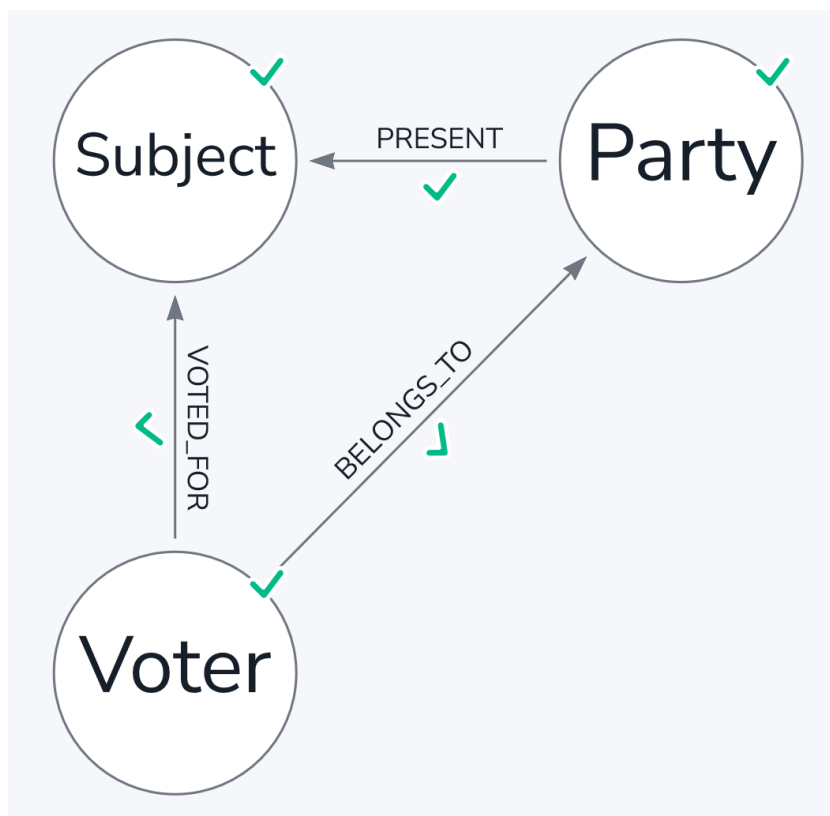 Subject
PRESENT
Party
VOTED_FOR
BELONGS_TO
Voter